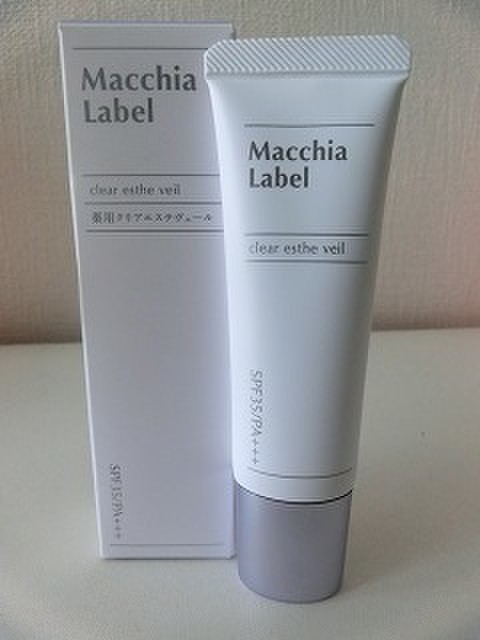 Macchia
Label
clear esthe veil
薬用クリアエステヴェール
SPF35/PA+++
Macchia
Label
clear esthe veil
SPF35/PA+++